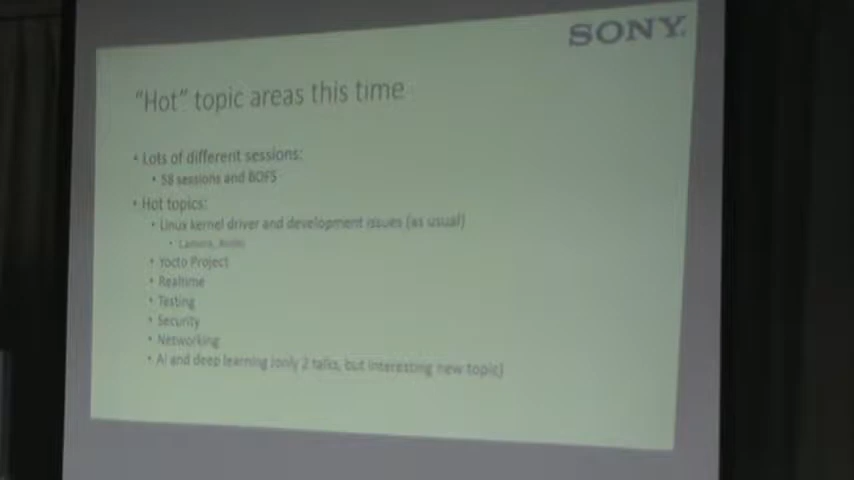 SONY
"Hot" topic areas this time
• Lots of different sessions:
• 58 sessions and BOFS
• Hot topics:
• Linux kernel driver and development issues (as usual)
• Camera, Audio
• Yocto Project
• Realtime
• Testing
• Security
• Networking
• AI and deep learning (only 2 talks, but interesting new topic)